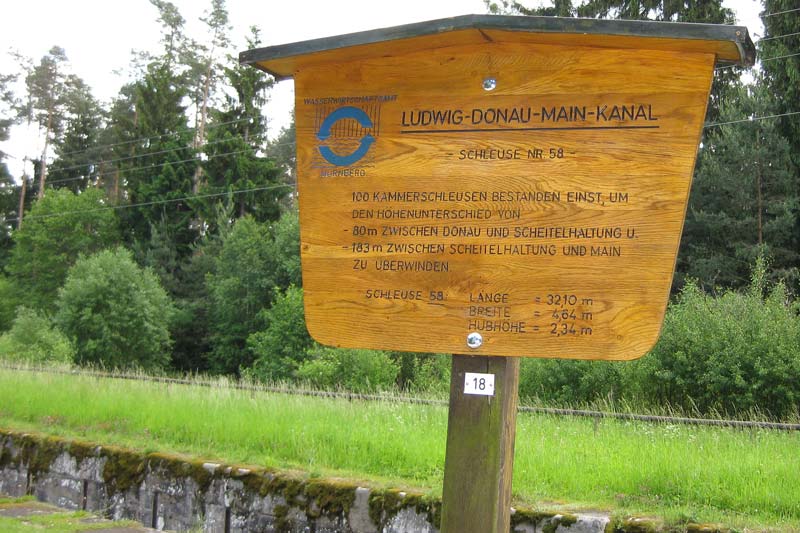 WASSERWIRTSCHAFTSAMT
NÜRNBERG
LUDWIG-DONAU-MAIN-KANAL
- SCHLEUSE NR. 58 -
100 KAMMERSCHLEUSEN BESTANDEN EINST, UM
DEN HÖHENUNTERSCHIED VON
- 80m ZWISCHEN DONAU UND SCHEITELHALTUNG U.
- 183m ZWISCHEN SCHEITELHALTUNG UND MAIN
ZU ÜBERWINDEN.
SCHLEUSE 58: LÄNGE = 32,10 m
BREITE = 4,64 m
HUBHÖHE = 2,34 m
18